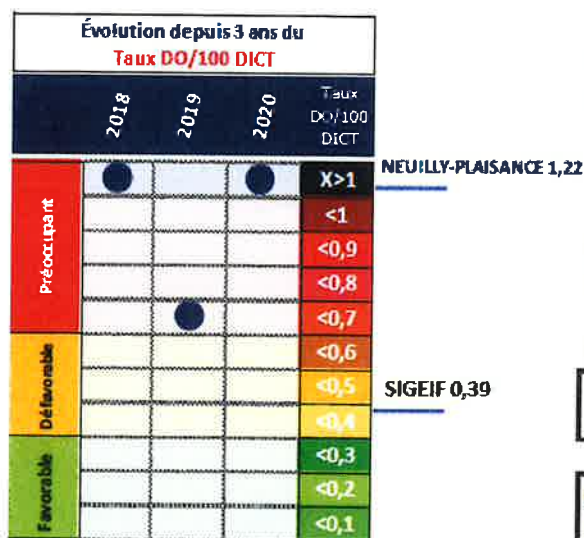 Évolution depuis 3 ans du
Taux DO/100 DICT
2018
2019
2020
Taux
DO/100
DICT
NEUILLY-PLAISANCE 1,22
Préoccupant
X>1
<1
<0,9
<0,8
<0,7
Défavorable
<0,6
<0,5
<0,4
SIGEIF 0,39
Favorable
<0,3
<0,2
<0,1